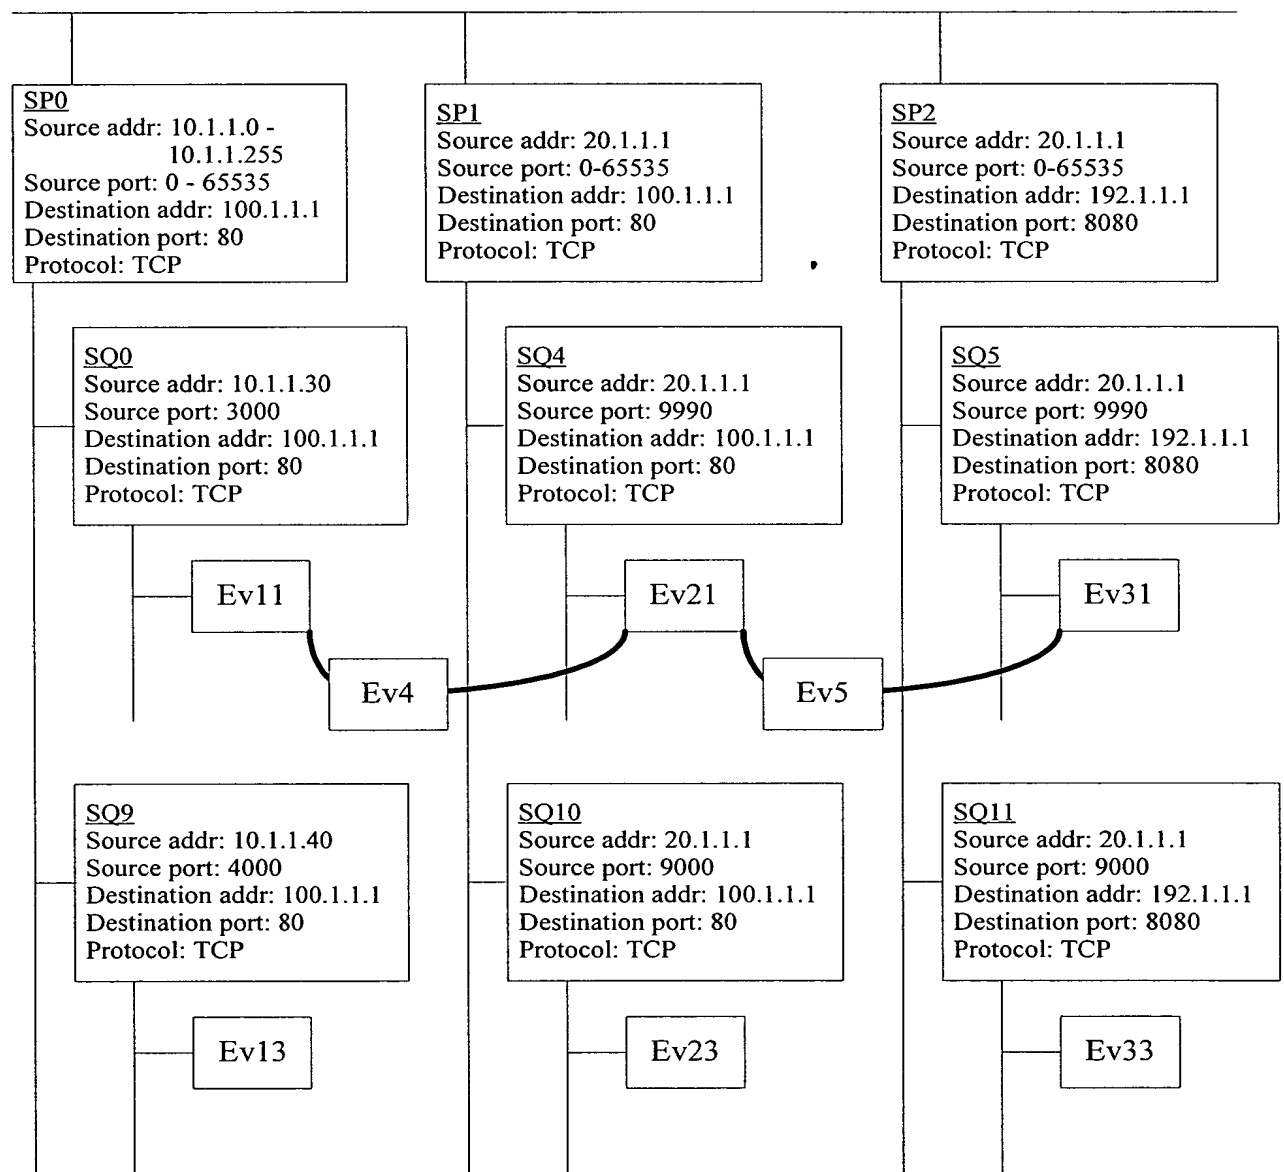 SP0
Source addr: 10.1.1.0 -
10.1.1.255
Source port: 0 - 65535
Destination addr: 100.1.1.1
Destination port: 80
Protocol: TCP
SP1
Source addr: 20.1.1.1
Source port: 0-65535
Destination addr: 100.1.1.1
Destination port: 80
Protocol: TCP
SP2
Source addr: 20.1.1.1
Source port: 0-65535
Destination addr: 192.1.1.1
Destination port: 8080
Protocol: TCP
SQ0
Source addr: 10.1.1.30
Source port: 3000
Destination addr: 100.1.1.1
Destination port: 80
Protocol: TCP
SQ4
Source addr: 20.1.1.1
Source port: 9990
Destination addr: 100.1.1.1
Destination port: 80
Protocol: TCP
SQ5
Source addr: 20.1.1.1
Source port: 9990
Destination addr: 192.1.1.1
Destination port: 8080
Protocol: TCP
Ev11
Ev21
Ev31
Ev4
Ev5
SQ9
Source addr: 10.1.1.40
Source port: 4000
Destination addr: 100.1.1.1
Destination port: 80
Protocol: TCP
SQ10
Source addr: 20.1.1.1
Source port: 9000
Destination addr: 100.1.1.1
Destination port: 80
Protocol: TCP
SQ11
Source addr: 20.1.1.1
Source port: 9000
Destination addr: 192.1.1.1
Destination port: 8080
Protocol: TCP
Ev13
Ev23
Ev33